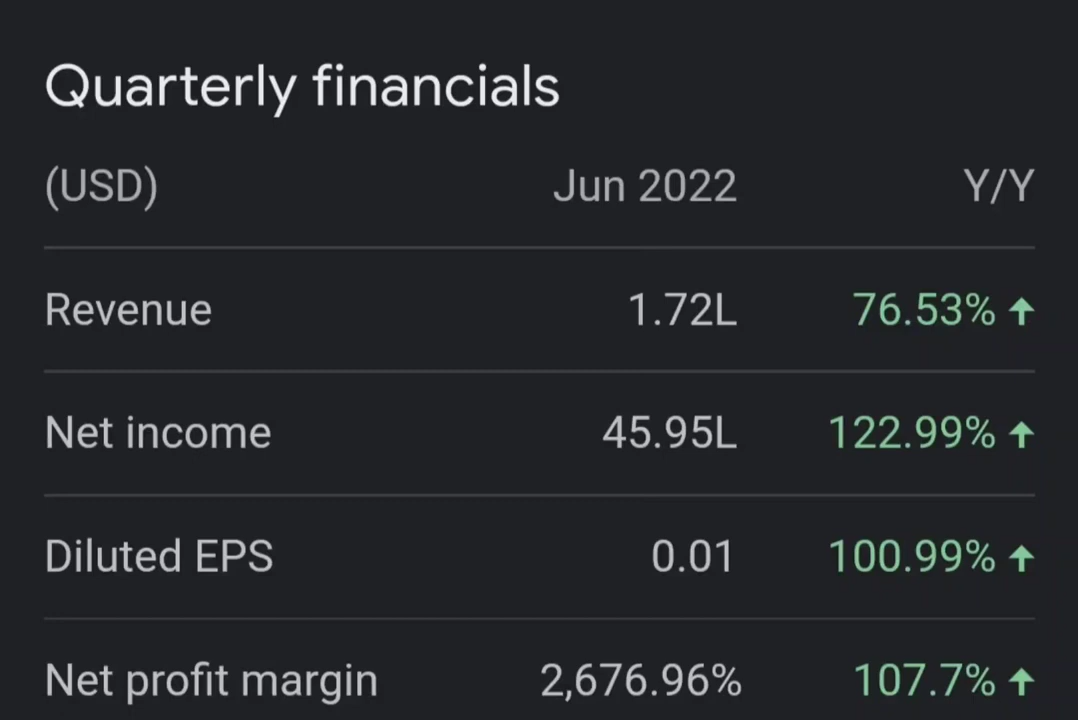 Quarterly financials
(USD) Jun 2022 Y/Y
Revenue 1.72L 76.53% ↑
Net income 45.95L 122.99% ↑
Diluted EPS 0.01 100.99% ↑
Net profit margin 2,676.96% 107.7% ↑